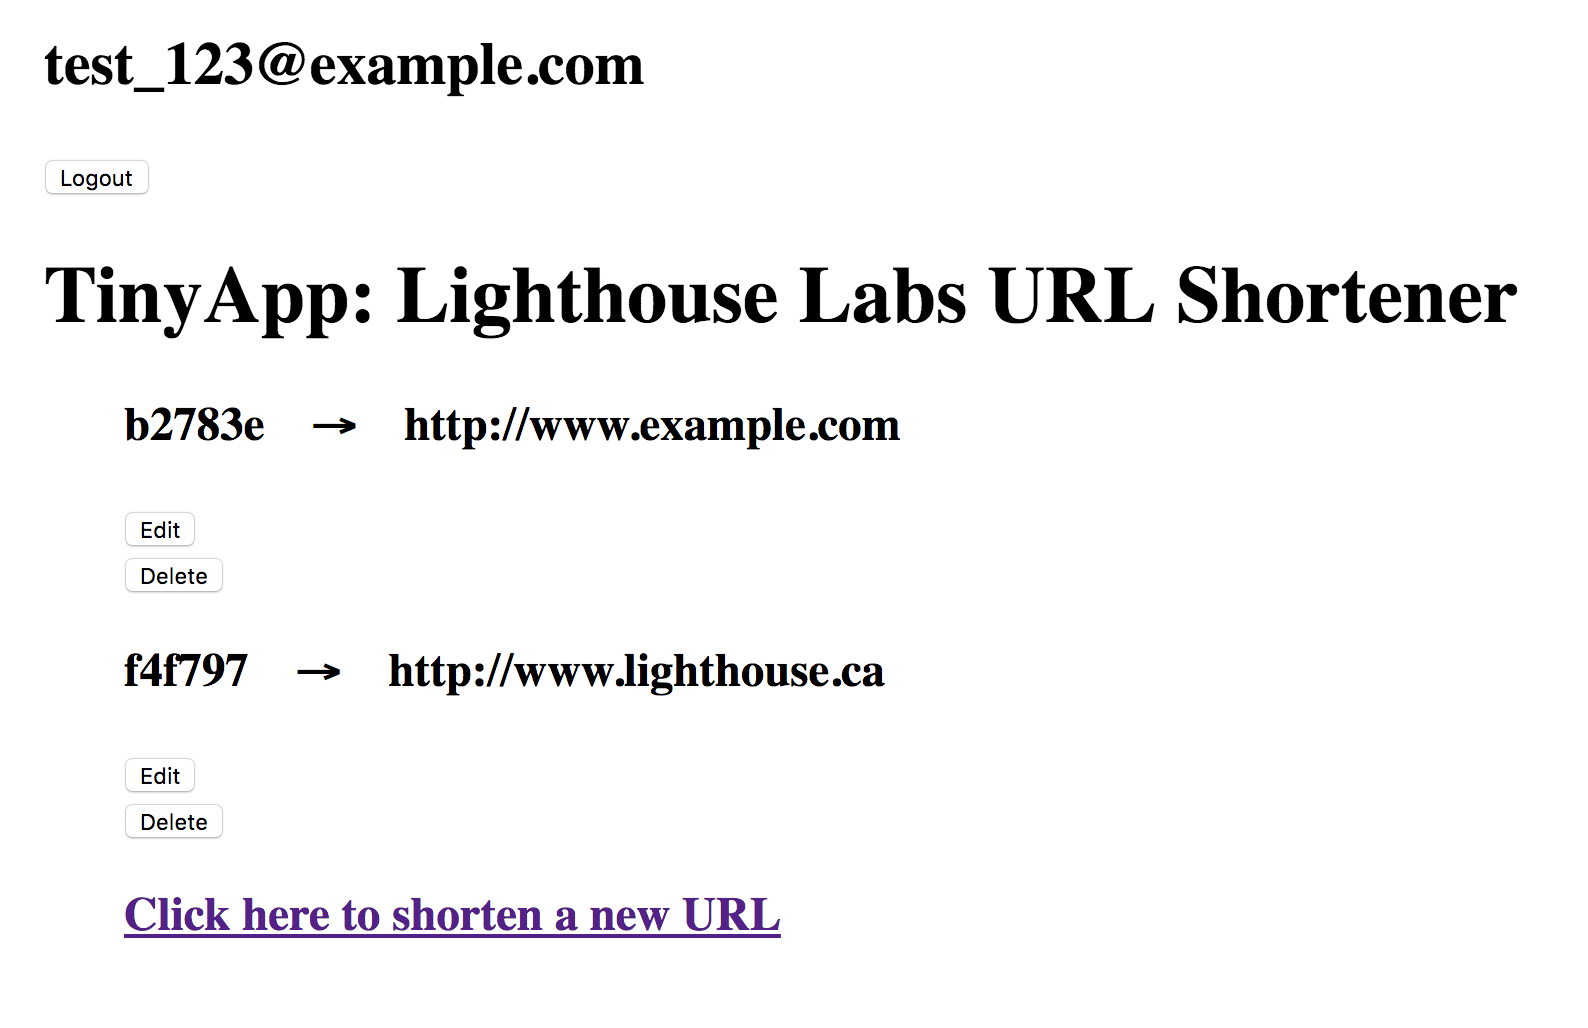 test_123@example.com
Logout
TinyApp: Lighthouse Labs URL Shortener
b2783e → http://www.example.com
Edit
Delete
f4f797 → http://www.lighthouse.ca
Edit
Delete
Click here to shorten a new URL